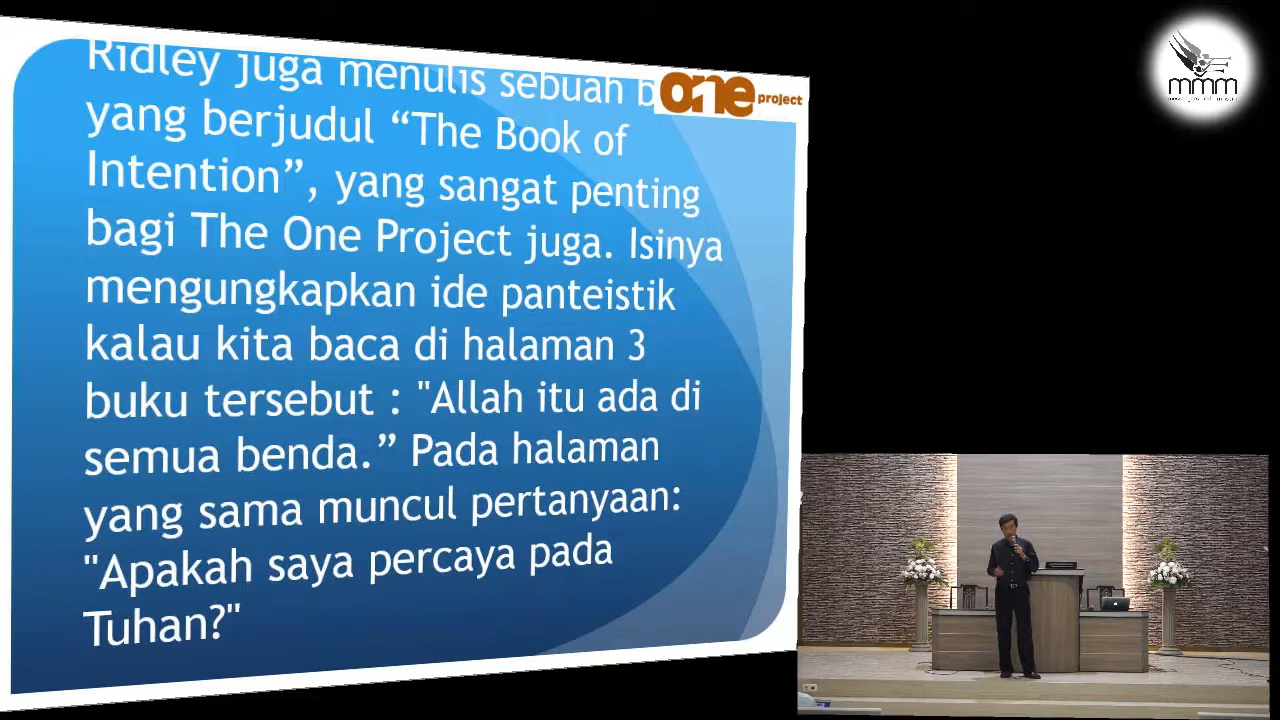 Ridley juga menulis sebuah
yang berjudul “The Book of
Intention”, yang sangat penting
bagi The One Project juga. Isinya
mengungkapkan ide panteistik
kalau kita baca di halaman 3
buku tersebut : "Allah itu ada di
semua benda.” Pada halaman
yang sama muncul pertanyaan:
"Apakah saya percaya pada
Tuhan?"
one project
mmm